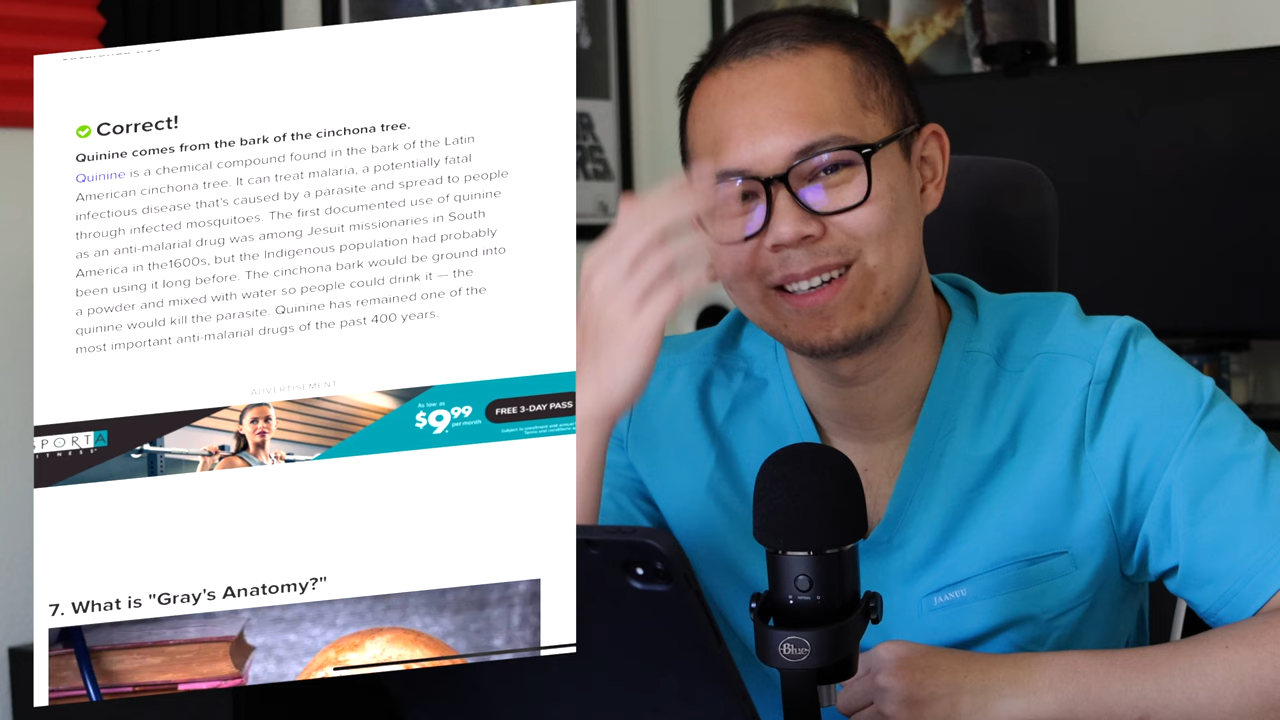 Correct!
Quinine comes from the bark of the cinchona tree.
Quinine is a chemical compound found in the bark of the Latin
American cinchona tree. It can treat malaria, a potentially fatal
infectious disease that's caused by a parasite and spread to people
through infected mosquitoes. The first documented use of quinine
as an anti-malarial drug was among Jesuit missionaries in South
America in the1600s, but the Indigenous population had probably
been using it long before. The cinchona bark would be ground into
a powder and mixed with water so people could drink it — the
quinine would kill the parasite. Quinine has remained one of the
most important anti-malarial drugs of the past 400 years.
ADVERTISEMENT
SPORTA
ITNESS
As low as
$9.99
per month
FREE 3-DAY PASS
7. What is "Gray's Anatomy?"
JAANUU
Blue